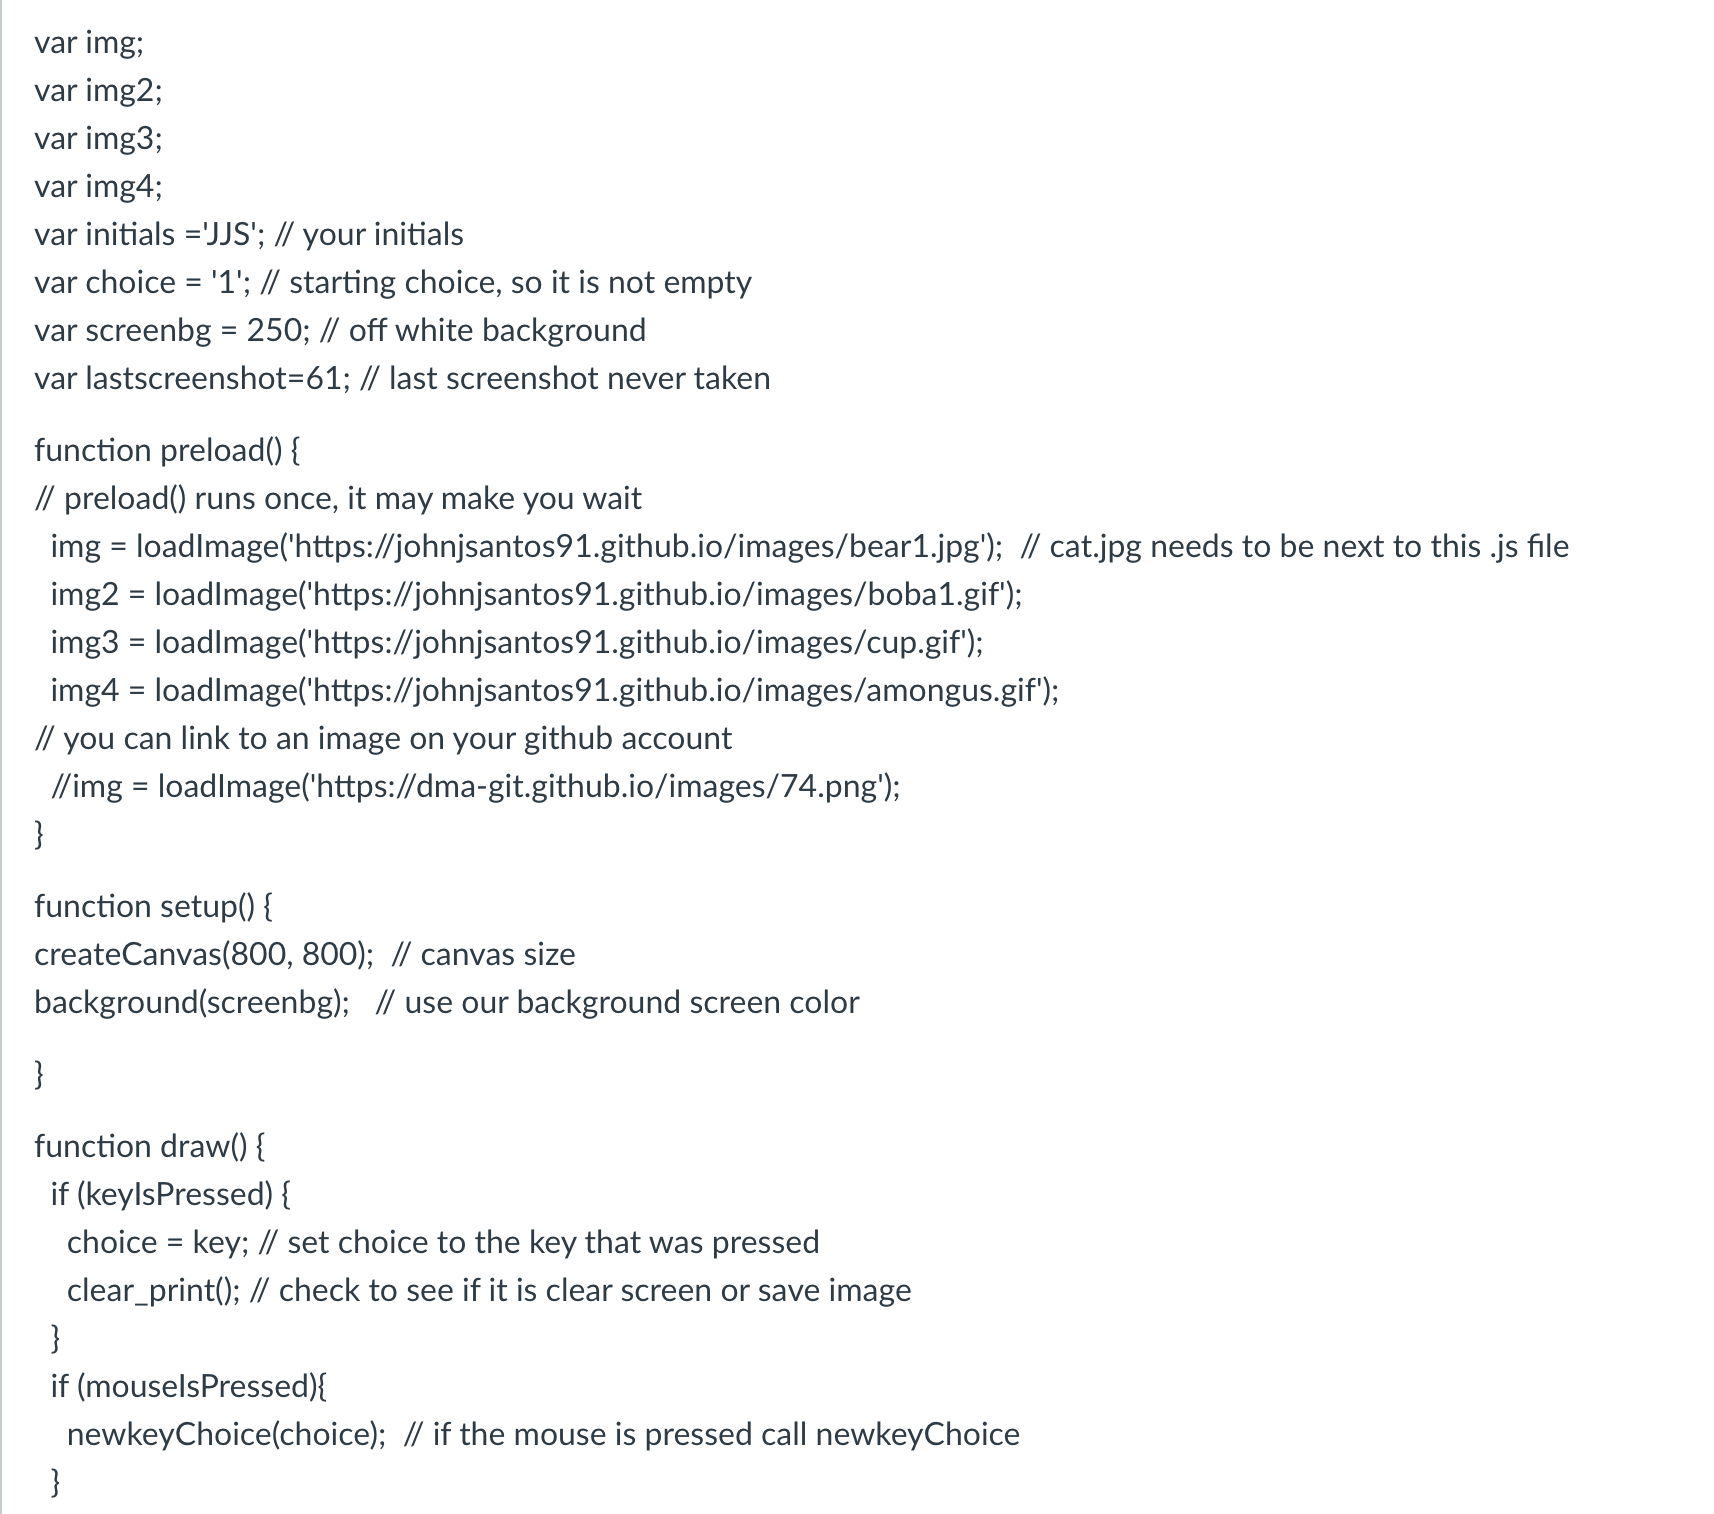 var img;
var img2;
var img3;
var img4;
var initials ='JJS'; // your initials
var choice = '1'; // starting choice, so it is not empty
var screenbg = 250; // off white background
var lastscreenshot=61; // last screenshot never taken
function preload() {
// preload() runs once, it may make you wait
  img = loadImage('https://johnjsantos91.github.io/images/bear1.jpg');  // cat.jpg needs to be next to this .js file
  img2 = loadImage('https://johnjsantos91.github.io/images/boba1.gif');
  img3 = loadImage('https://johnjsantos91.github.io/images/cup.gif');
  img4 = loadImage('https://johnjsantos91.github.io/images/amongus.gif');
// you can link to an image on your github account
  //img = loadImage('https://dma-git.github.io/images/74.png');
}
function setup() {
createCanvas(800, 800);  // canvas size
background(screenbg);   // use our background screen color
}
function draw() {
  if (keyIsPressed) {
    choice = key; // set choice to the key that was pressed
    clear_print(); // check to see if it is clear screen or save image
  }
  if (mouseIsPressed){
    newkeyChoice(choice);  // if the mouse is pressed call newkeyChoice
  }